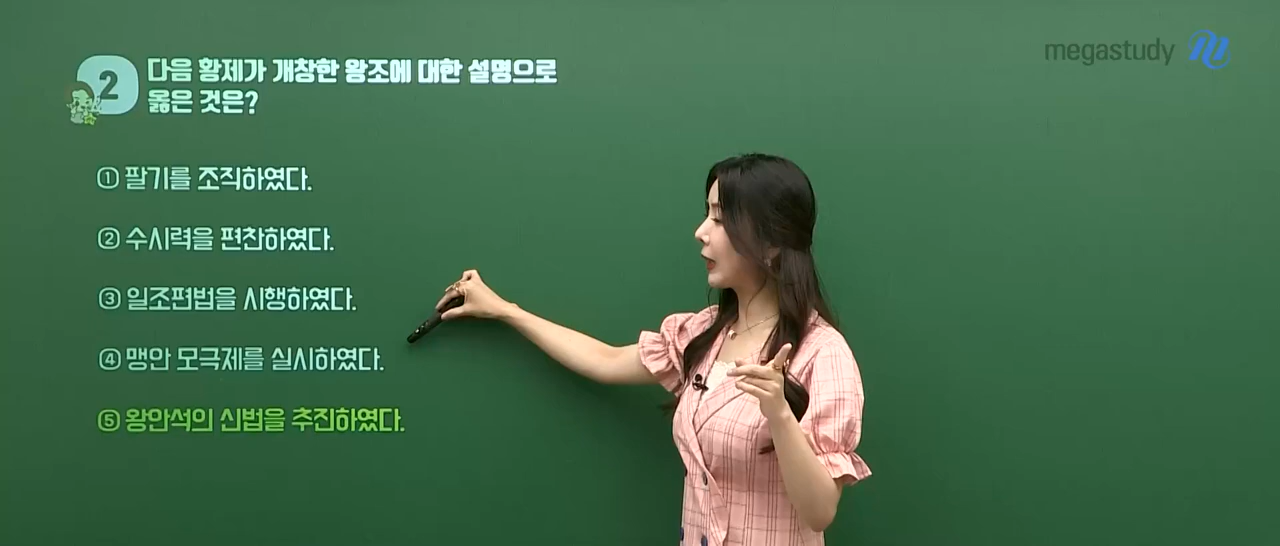 megastudy
2
다음 황제가 개창한 왕조에 대한 설명으로
옳은 것은?
① 팔기를 조직하였다.
② 수시력을 편찬하였다.
③ 일조편법을 시행하였다.
④ 맹안 모극제를 실시하였다.
⑤ 왕안석의 신법을 추진하였다.